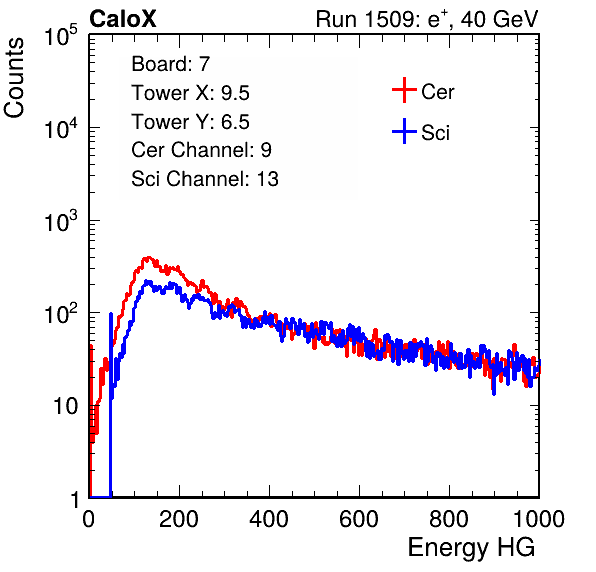 CaloX Run 1509: e⁺, 40 GeV
Counts
10⁵
10⁴
10³
10²
10
1
Board: 7
Tower X: 9.5
Tower Y: 6.5
Cer Channel: 9
Sci Channel: 13
Cer
Sci
0 200 400 600 800 1000
Energy HG